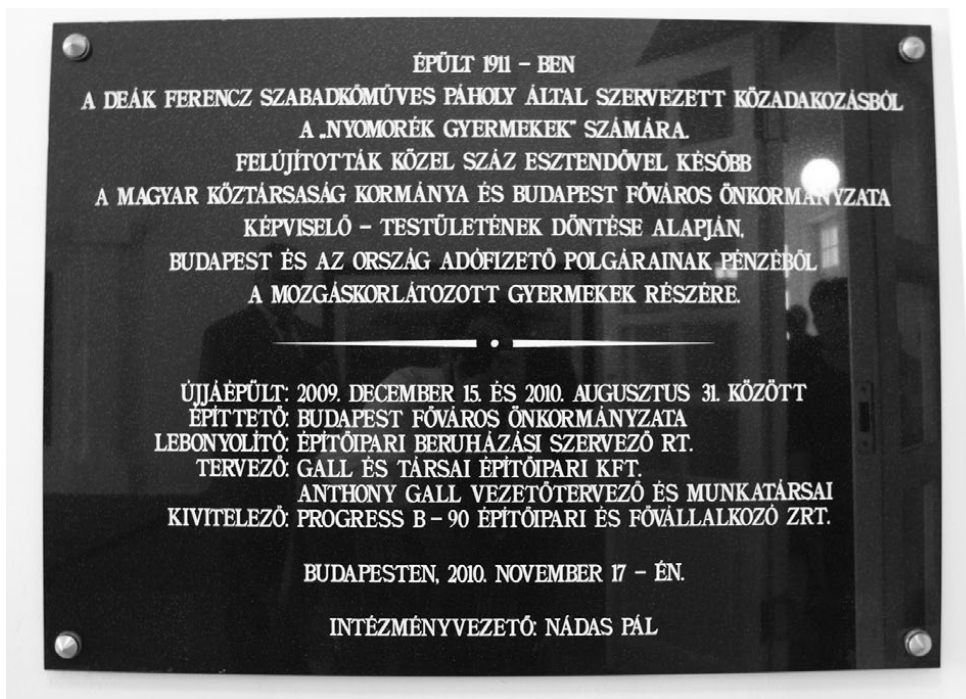 ÉPÜLT 1911 – BEN
A DEÁK FERENCZ SZABADKŐMŰVES PÁHOLY ÁLTAL SZERVEZETT KÖZADAKOZÁSBÓL
A „NYOMORÉK GYERMEKEK" SZÁMÁRA.
FELÚJÍTOTTÁK KÖZEL SZÁZ ESZTENDŐVEL KÉSŐBB
A MAGYAR KÖZTÁRSASÁG KORMÁNYA ÉS BUDAPEST FŐVÁROS ÖNKORMÁNYZATA
KÉPVISELŐ – TESTÜLETÉNEK DÖNTÉSE ALAPJÁN,
BUDAPEST ÉS AZ ORSZÁG ADÓFIZETŐ POLGÁRAINAK PÉNZÉBŐL
A MOZGÁSKORLÁTOZOTT GYERMEKEK RÉSZÉRE.
ÚJJÁÉPÜLT: 2009. DECEMBER 15. ÉS 2010. AUGUSZTUS 31. KÖZÖTT
ÉPÍTTETŐ: BUDAPEST FŐVÁROS ÖNKORMÁNYZATA
LEBONYOLÍTÓ: ÉPÍTŐIPARI BERUHÁZÁSI SZERVEZŐ RT.
TERVEZŐ: GALL ÉS TÁRSAI ÉPÍTŐIPARI KFT.
ANTHONY GALL VEZETŐTERVEZŐ ÉS MUNKATÁRSAI
KIVITELEZŐ: PROGRESS B – 90 ÉPÍTŐIPARI ÉS FŐVÁLLALKOZÓ ZRT.
BUDAPESTEN, 2010. NOVEMBER 17 – ÉN.
INTÉZMÉNYVEZETŐ: NÁDAS PÁL